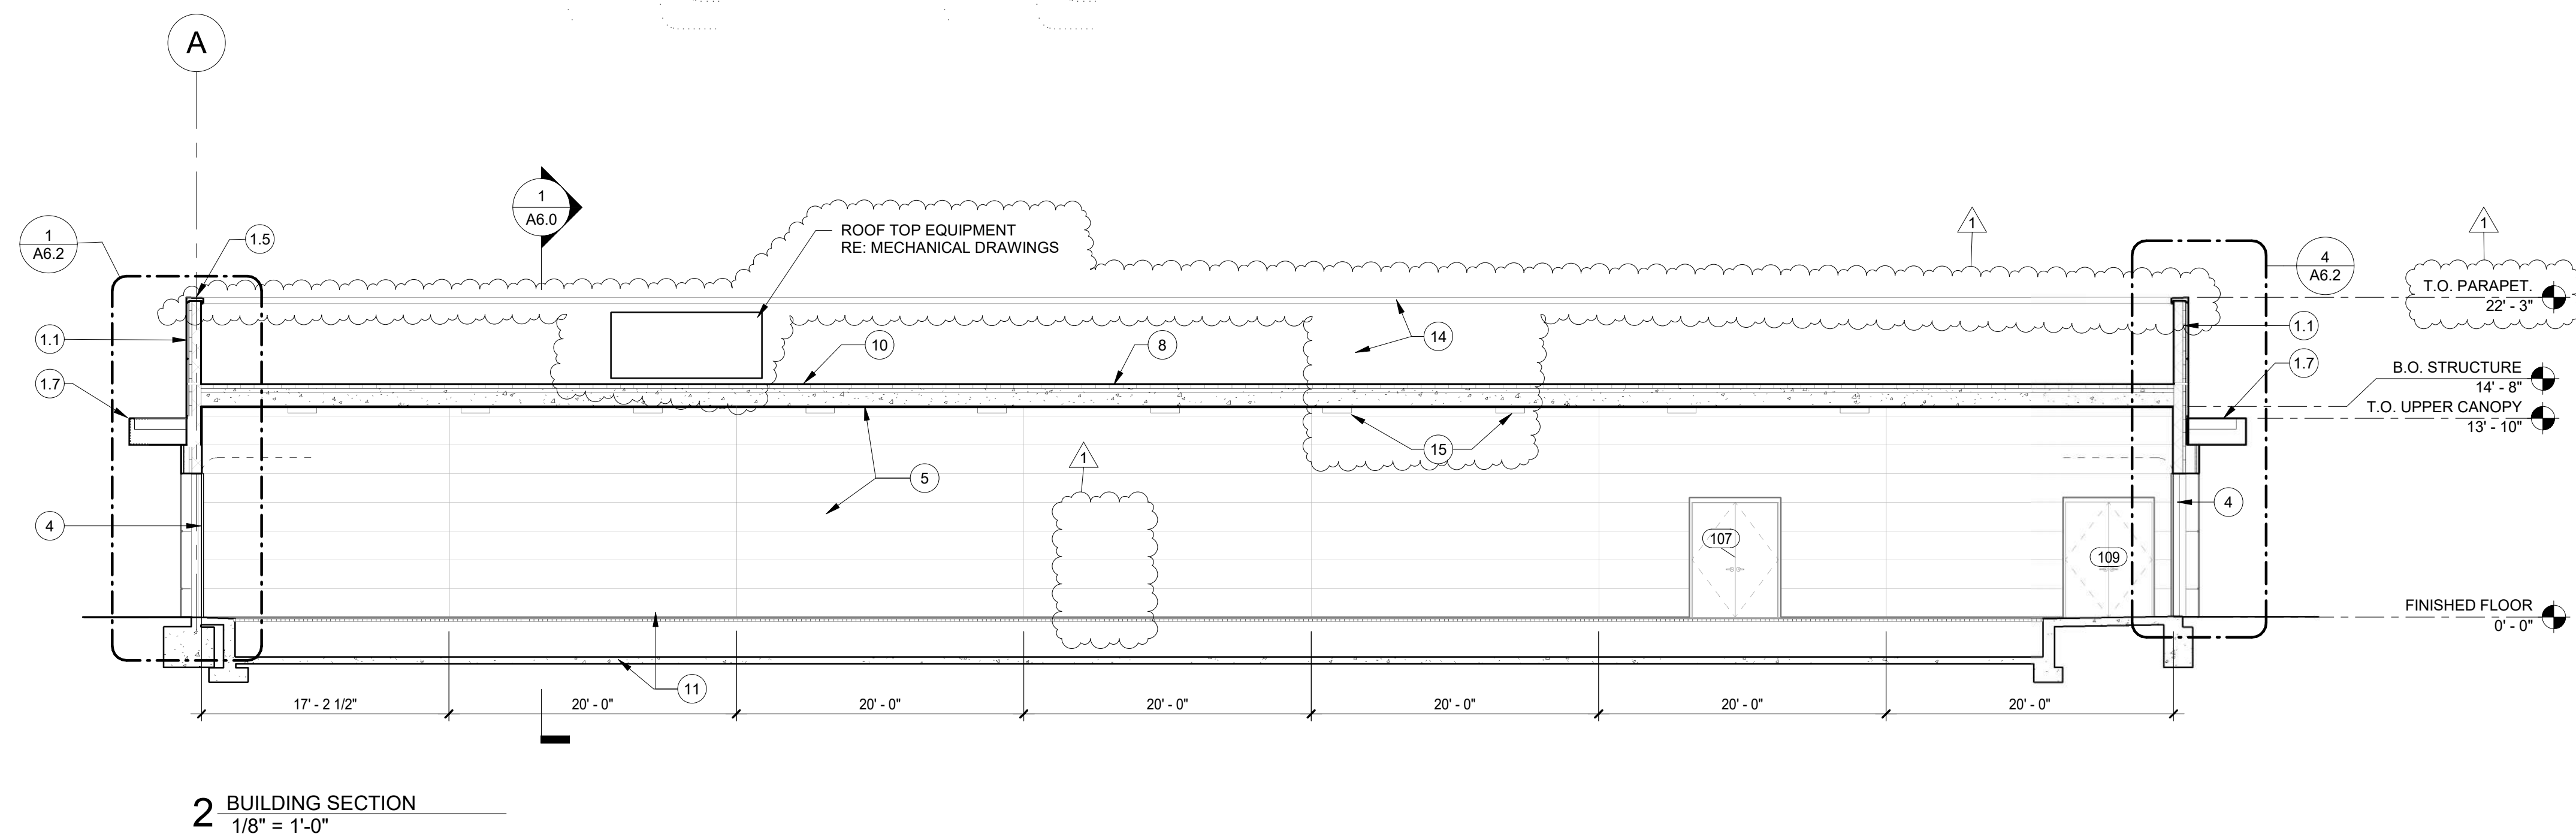 A
1
A6.0
1
A6.2
1.5
ROOF TOP EQUIPMENT
RE: MECHANICAL DRAWINGS
1
1
4
A6.2
T.O. PARAPET.
22' - 3"
1.1
10
8
14
1.1
1.7
1.7
B.O. STRUCTURE
14' - 8"
T.O. UPPER CANOPY
13' - 10"
15
1
5
4
4
107
109
FINISHED FLOOR
0' - 0"
11
17' - 2 1/2"
20' - 0"
20' - 0"
20' - 0"
20' - 0"
20' - 0"
20' - 0"
2 BUILDING SECTION
1/8" = 1'-0"